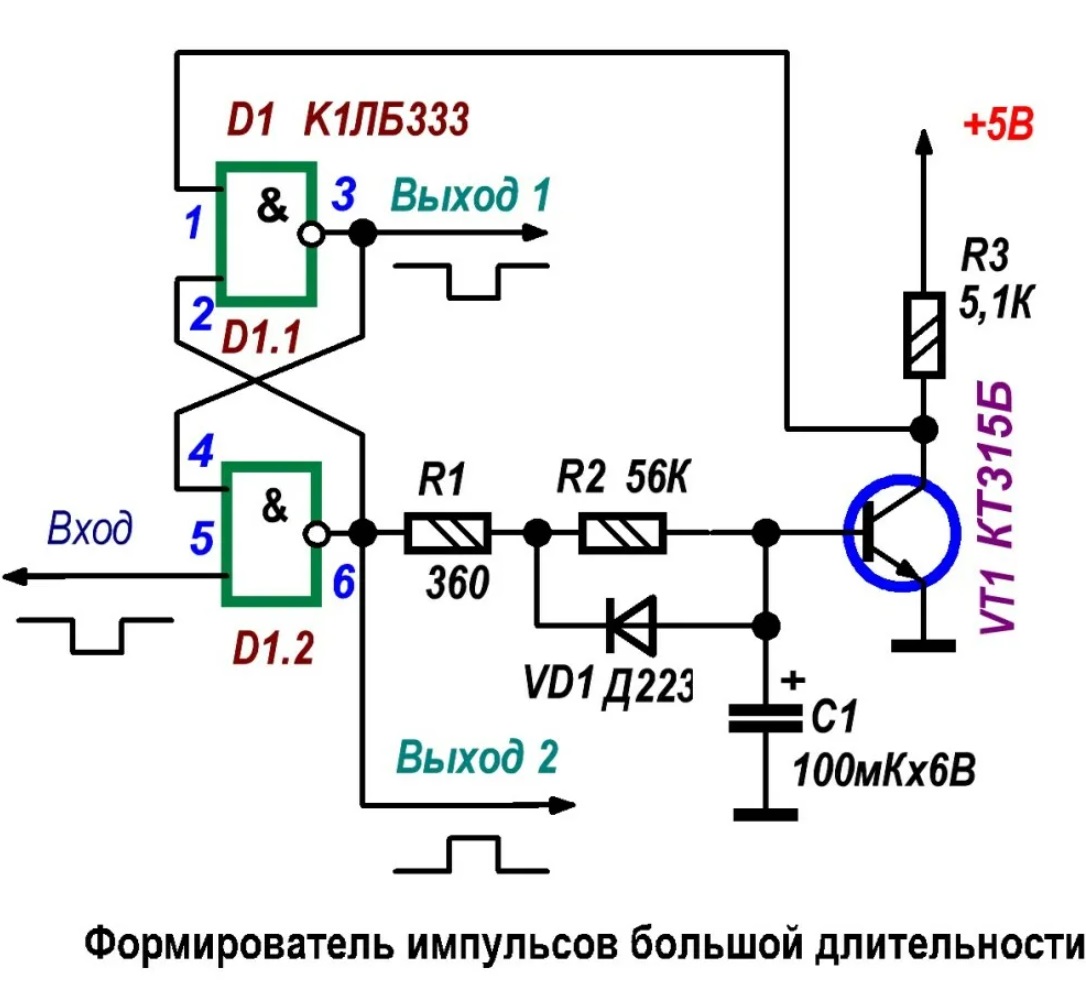 D1 К1ЛБ333
+5В
&
3
Выход 1
1
2
D1.1
R3
5,1К
4
R1
R2 56К
&
Вход
5
6
360
VT1 КТ315Б
D1.2
VD1 Д223
+
C1
100мКх6В
Выход 2
Формирователь импульсов большой длительности